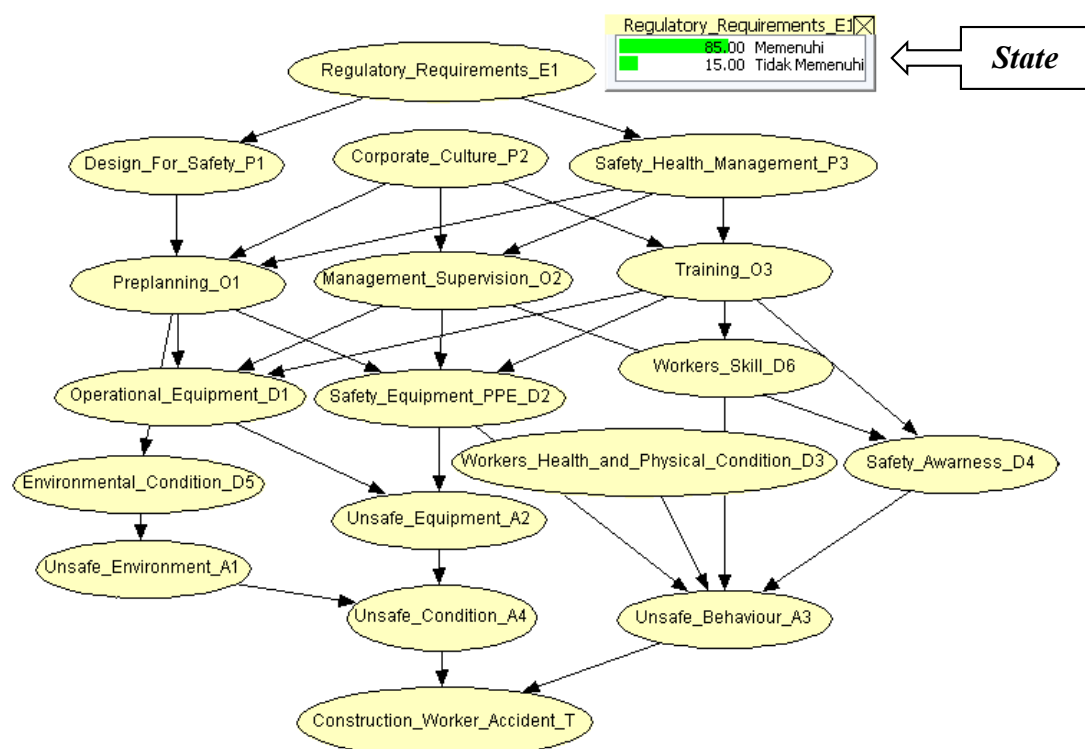 Regulatory_Requirements_E1
85.00 Memenuhi
15.00 Tidak Memenuhi
State
Regulatory_Requirements_E1
Design_For_Safety_P1
Corporate_Culture_P2
Safety_Health_Management_P3
Preplanning_O1
Management_Supervision_O2
Training_O3
Operational_Equipment_D1
Safety_Equipment_PPE_D2
Workers_Skill_D6
Environmental_Condition_D5
Workers_Health_and_Physical_Condition_D3
Safety_Awarness_D4
Unsafe_Equipment_A2
Unsafe_Environment_A1
Unsafe_Condition_A4
Unsafe_Behaviour_A3
Construction_Worker_Accident_T